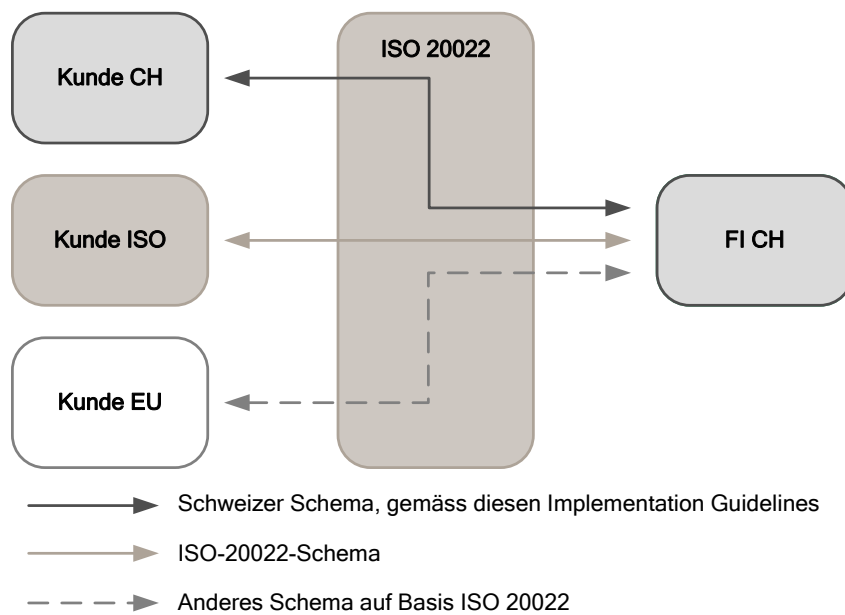 ISO 20022
Kunde CH
Kunde ISO
FI CH
Kunde EU
Schweizer Schema, gemäss diesen Implementation Guidelines
ISO-20022-Schema
Anderes Schema auf Basis ISO 20022